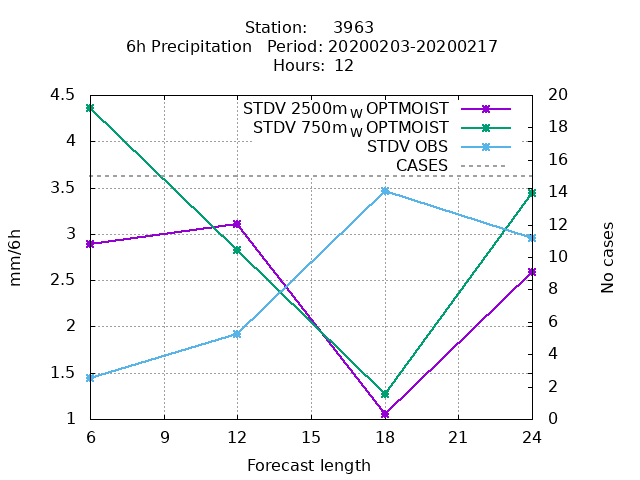 Station: 3963
6h Precipitation Period: 20200203-20200217
Hours: 12
STDV 2500m_W OPTMOIST
STDV 750m_W OPTMOIST
STDV OBS
CASES
4.5
4
3.5
3
2.5
2
1.5
1
20
18
16
14
12
10
8
6
4
2
0
mm/6h
No cases
6 9 12 15 18 21 24
Forecast length